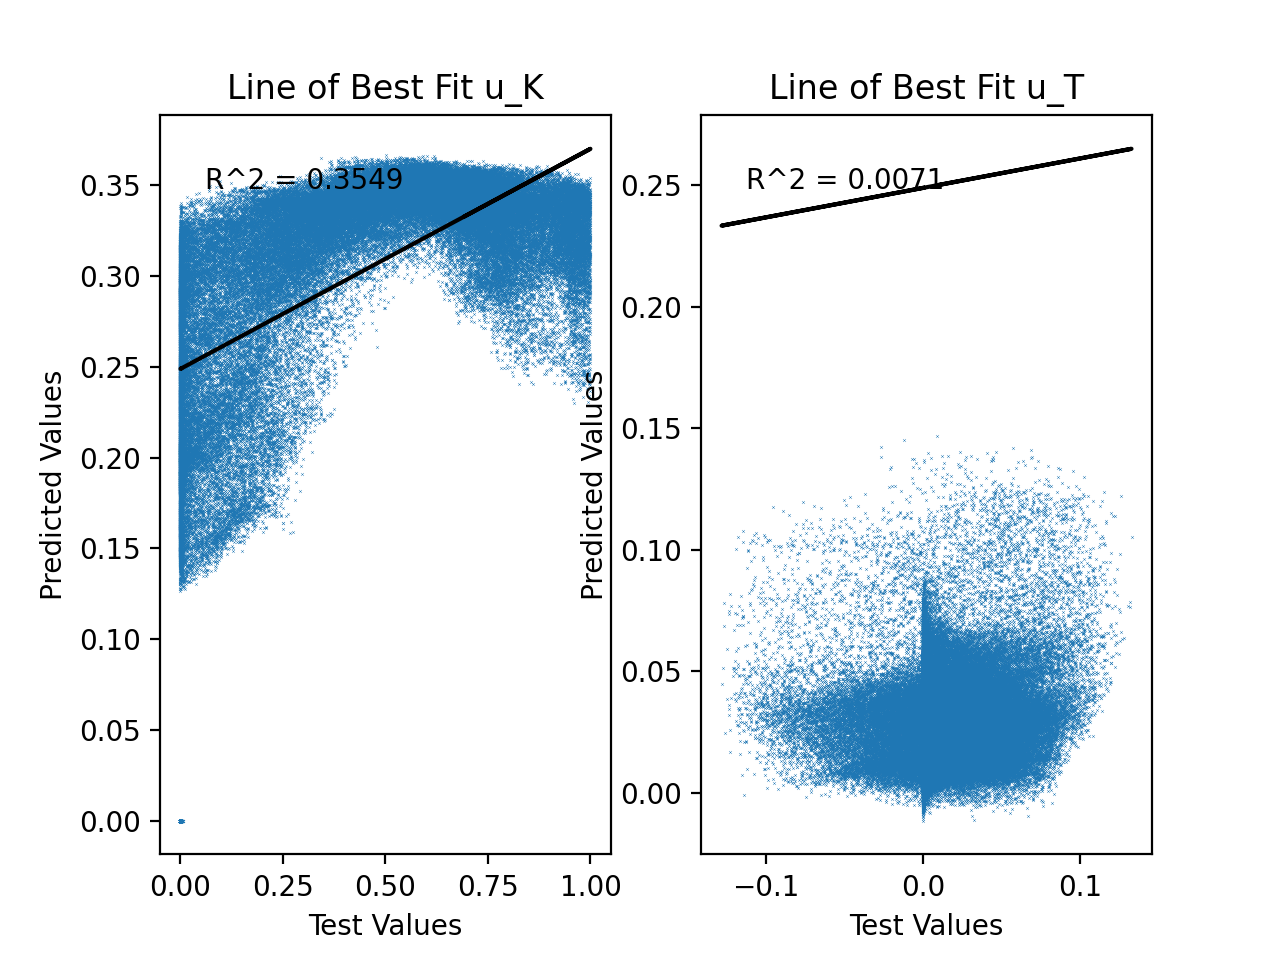 Line of Best Fit u_K
R^2 = 0.3549
0.35
0.30
0.25
0.20
0.15
0.10
0.05
0.00
Predicted Values
0.00 0.25 0.50 0.75 1.00
Test Values
Line of Best Fit u_T
R^2 = 0.0071
0.25
0.20
0.15
0.10
0.05
0.00
Predicted Values
−0.1 0.0 0.1
Test Values